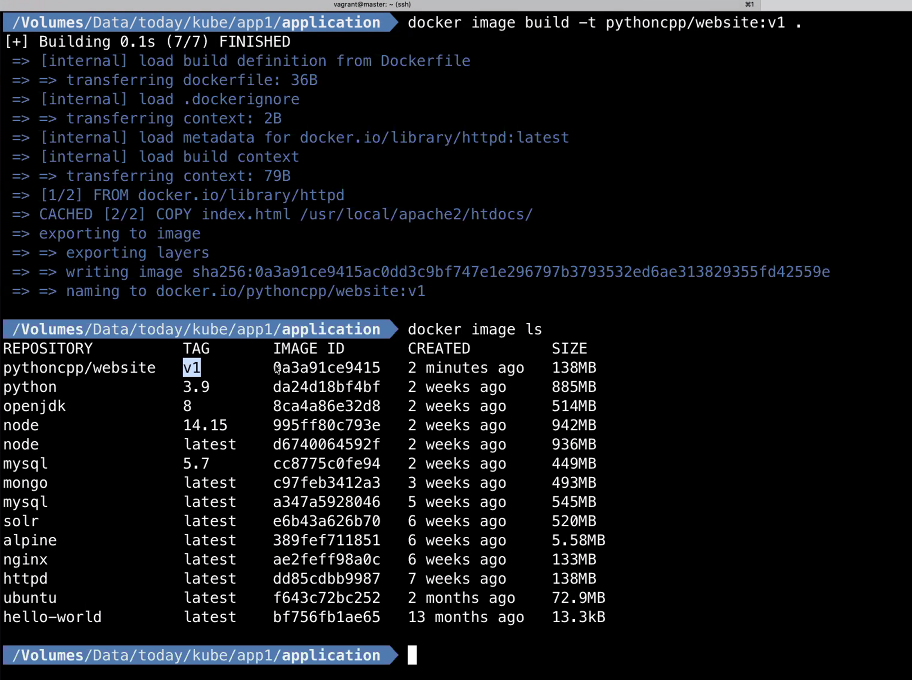 vagrant@master: ~ (ssh)
⌘1
/Volumes/Data/today/kube/app1/application docker image build -t pythoncpp/website:v1 .
[+] Building 0.1s (7/7) FINISHED
=> [internal] load build definition from Dockerfile
=> => transferring dockerfile: 36B
=> [internal] load .dockerignore
=> => transferring context: 2B
=> [internal] load metadata for docker.io/library/httpd:latest
=> [internal] load build context
=> => transferring context: 79B
=> [1/2] FROM docker.io/library/httpd
=> CACHED [2/2] COPY index.html /usr/local/apache2/htdocs/
=> exporting to image
=> => exporting layers
=> => writing image sha256:0a3a91ce9415ac0dd3c9bf747e1e296797b3793532ed6ae313829355fd42559e
=> => naming to docker.io/pythoncpp/website:v1
/Volumes/Data/today/kube/app1/application docker image ls
REPOSITORY TAG IMAGE ID CREATED SIZE
pythoncpp/website v1 0a3a91ce9415 2 minutes ago 138MB
python 3.9 da24d18bf4bf 2 weeks ago 885MB
openjdk 8 8ca4a86e32d8 2 weeks ago 514MB
node 14.15 995ff80c793e 2 weeks ago 942MB
node latest d6740064592f 2 weeks ago 936MB
mysql 5.7 cc8775c0fe94 2 weeks ago 449MB
mongo latest c97feb3412a3 3 weeks ago 493MB
mysql latest a347a5928046 5 weeks ago 545MB
solr latest e6b43a626b70 6 weeks ago 520MB
alpine latest 389fef711851 6 weeks ago 5.58MB
nginx latest ae2feff98a0c 6 weeks ago 133MB
httpd latest dd85cdbb9987 7 weeks ago 138MB
ubuntu latest f643c72bc252 2 months ago 72.9MB
hello-world latest bf756fb1ae65 13 months ago 13.3kB
/Volumes/Data/today/kube/app1/application